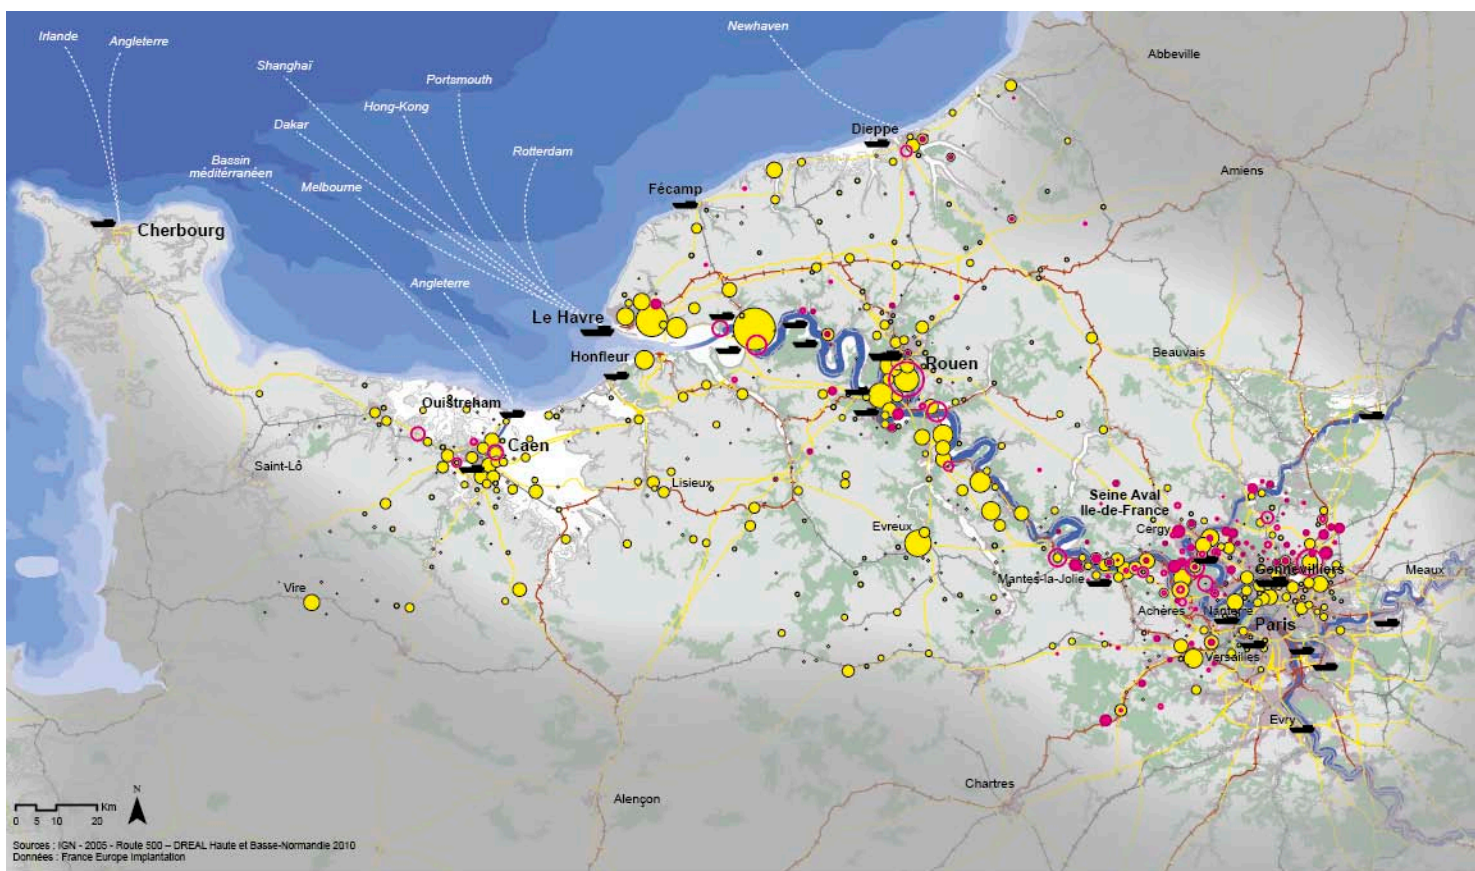 Irlande
Angleterre
Newhaven
Shanghaï
Portsmouth
Hong-Kong
Dakar
Rotterdam
Bassin
méditérranéen
Melbourne
Angleterre
Abbeville
Dieppe
Amiens
Fécamp
Cherbourg
Le Havre
Honfleur
Rouen
Beauvais
Ouistreham
Caen
Saint-Lô
Lisieux
Evreux
Seine Aval
Ile-de-France
Cergy
Mantes-la-Jolie
Gennevilliers
Meaux
Vire
Achères
Nanterre
Paris
Versailles
Evry
Chartres
Alençon
N
Km
0 5 10 20
Sources : IGN - 2005 - Route 500 – DREAL Haute et Basse-Normandie 2010
Données : France Europe Implantation